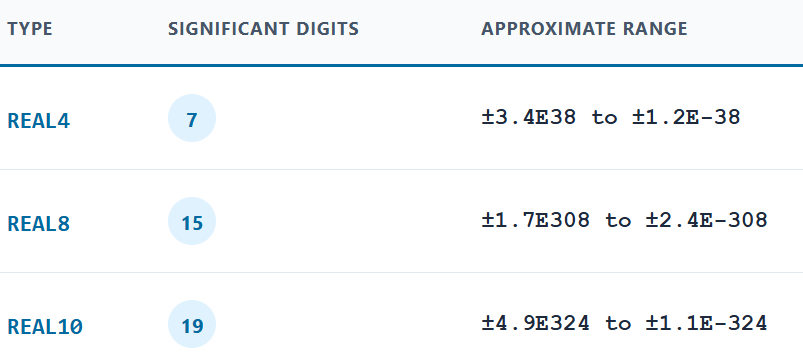 TYPE SIGNIFICANT DIGITS APPROXIMATE RANGE
REAL4 7 ±3.4E38 to ±1.2E-38
REAL8 15 ±1.7E308 to ±2.4E-308
REAL10 19 ±4.9E324 to ±1.1E-324